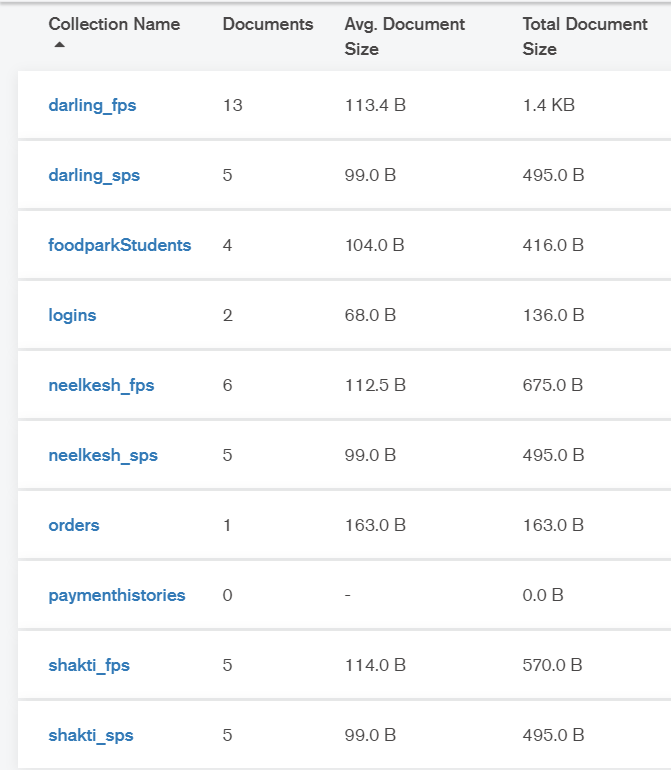 Collection Name Documents Avg. Document Size Total Document Size
darling_fps 13 113.4 B 1.4 KB
darling_sps 5 99.0 B 495.0 B
foodparkStudents 4 104.0 B 416.0 B
logins 2 68.0 B 136.0 B
neelkesh_fps 6 112.5 B 675.0 B
neelkesh_sps 5 99.0 B 495.0 B
orders 1 163.0 B 163.0 B
paymenthistories 0 - 0.0 B
shakti_fps 5 114.0 B 570.0 B
shakti_sps 5 99.0 B 495.0 B